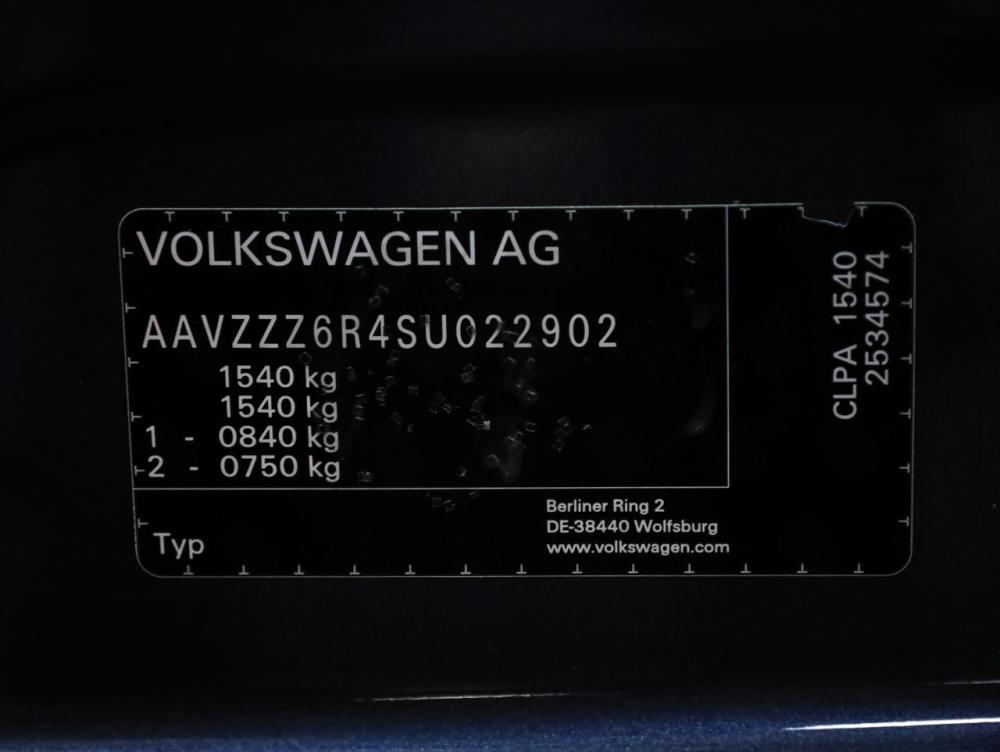 VOLKSWAGEN AG
AAVZZZ6R4SU022902
1540 kg
1540 kg
1 - 0840 kg
2 - 0750 kg
Typ
Berliner Ring 2
DE-38440 Wolfsburg
www.volkswagen.com
CLPA 1540
2534574